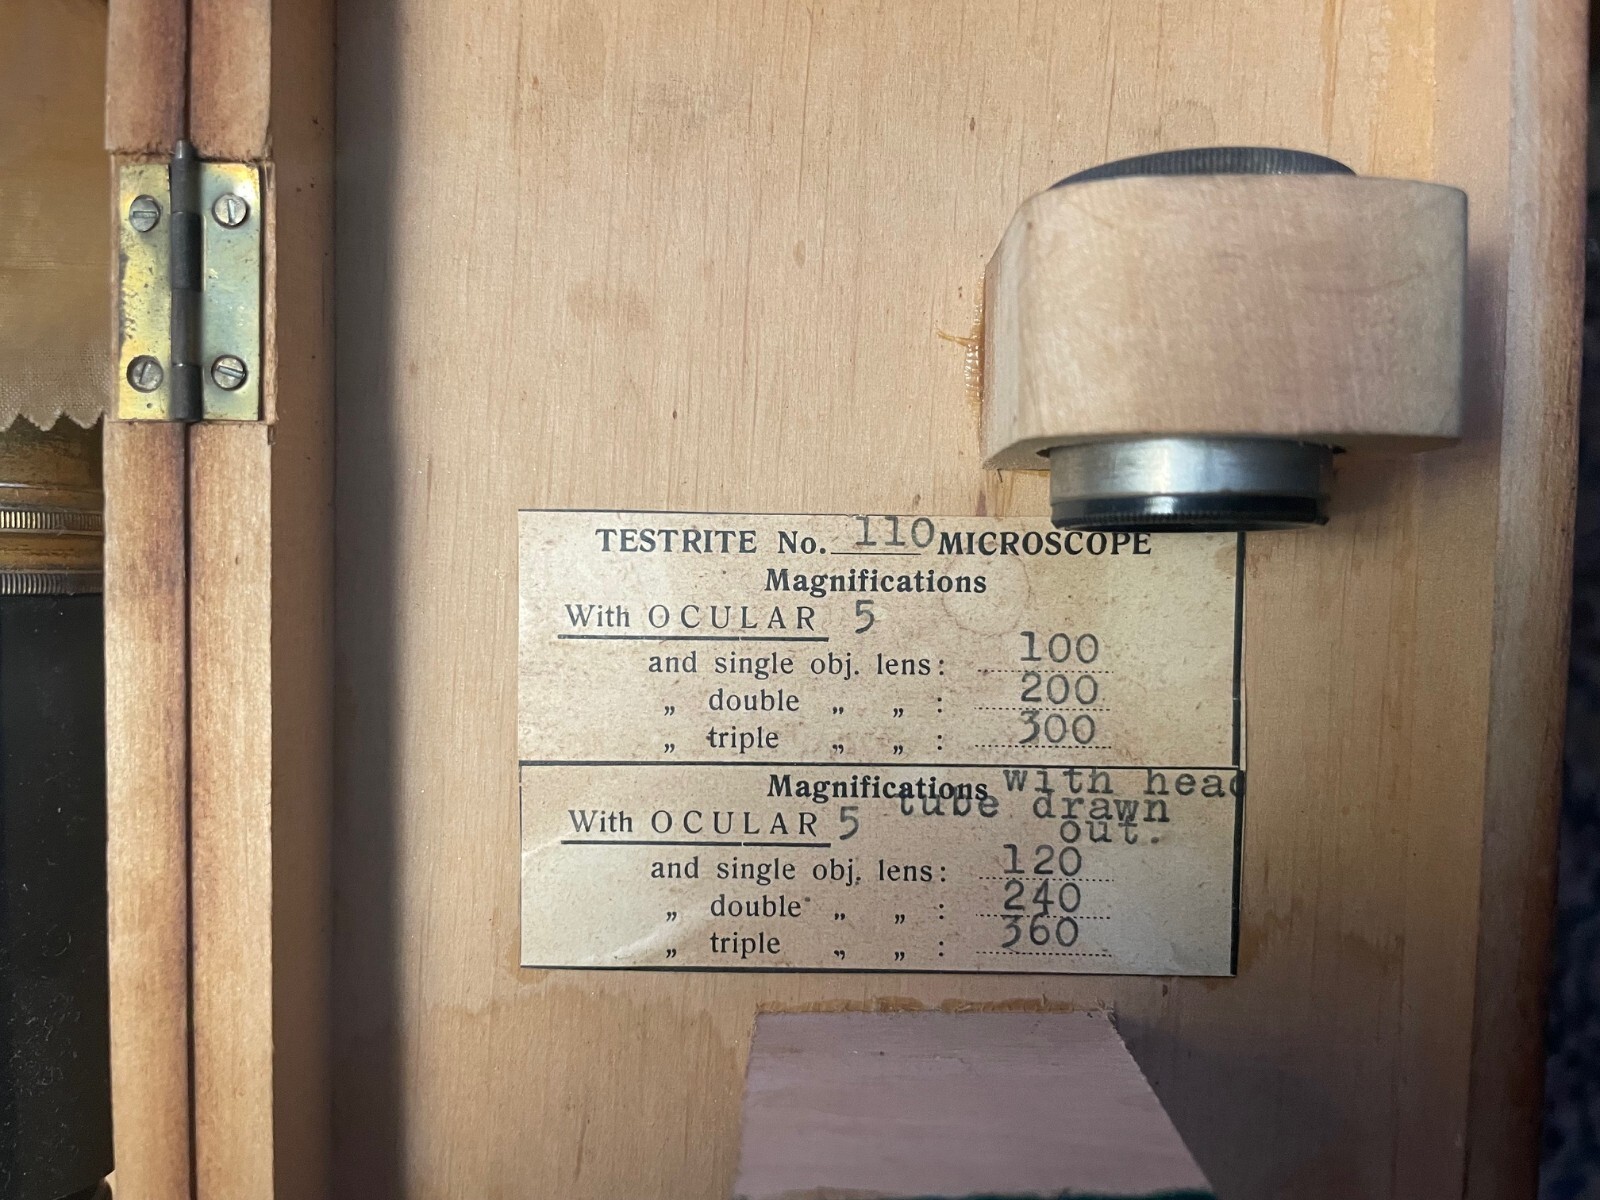 TESTRITE No. 110 MICROSCOPE
Magnifications
With OCULAR 5
and single obj. lens: 100
„ double „ „ : 200
„ triple „ „ : 300
Magnifications with head
tube drawn
With OCULAR 5 out.
and single obj. lens: 120
„ double „ „ : 240
„ triple „ „ : 360